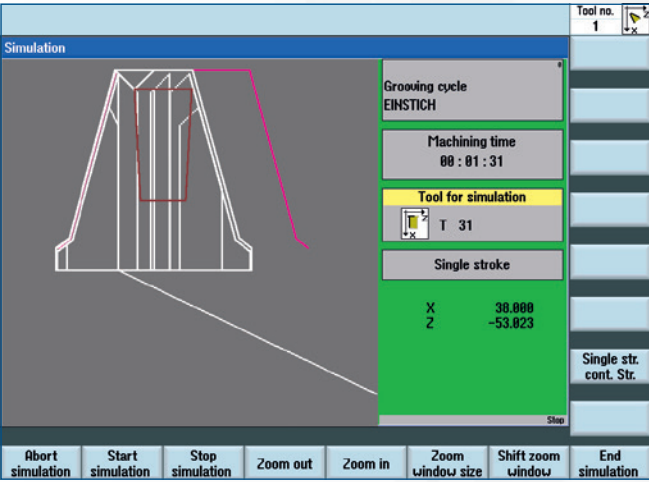 Tool no.
1
Z
X
Simulation
0
Grooving cycle
EINSTICH
Machining time
00 : 01 : 31
Tool for simulation
Z
X
T 31
Single stroke
X 38.000
Z -53.023
Single str.
cont. Str.
Stop
Abort
simulation
Start
simulation
Stop
simulation
Zoom out
Zoom in
Zoom
window size
Shift zoom
window
End
simulation